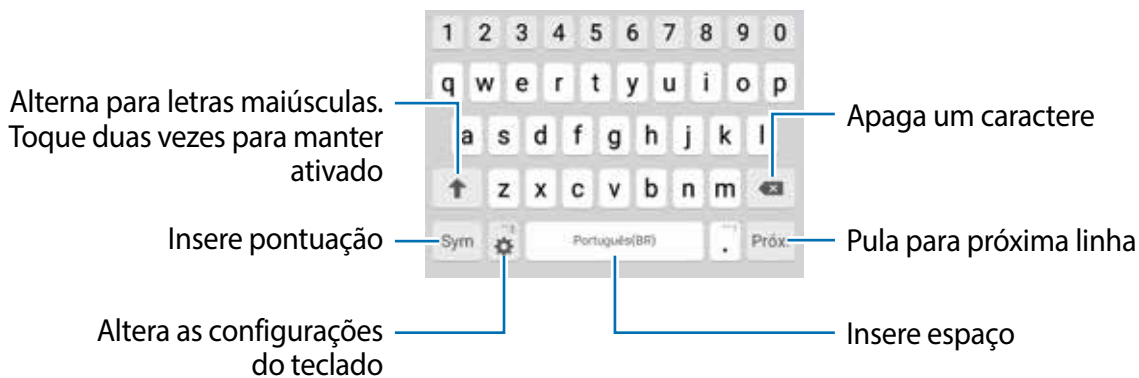 1 2 3 4 5 6 7 8 9 0
q w e r t y u i o p
Alterna para letras maiúsculas.
Toque duas vezes para manter
ativado
Apaga um caractere
a s d f g h j k l
z x c v b n m
Insere pontuação
Sym
Português(BR)
.
Próx.
Pula para próxima linha
Altera as configurações
do teclado
Insere espaço